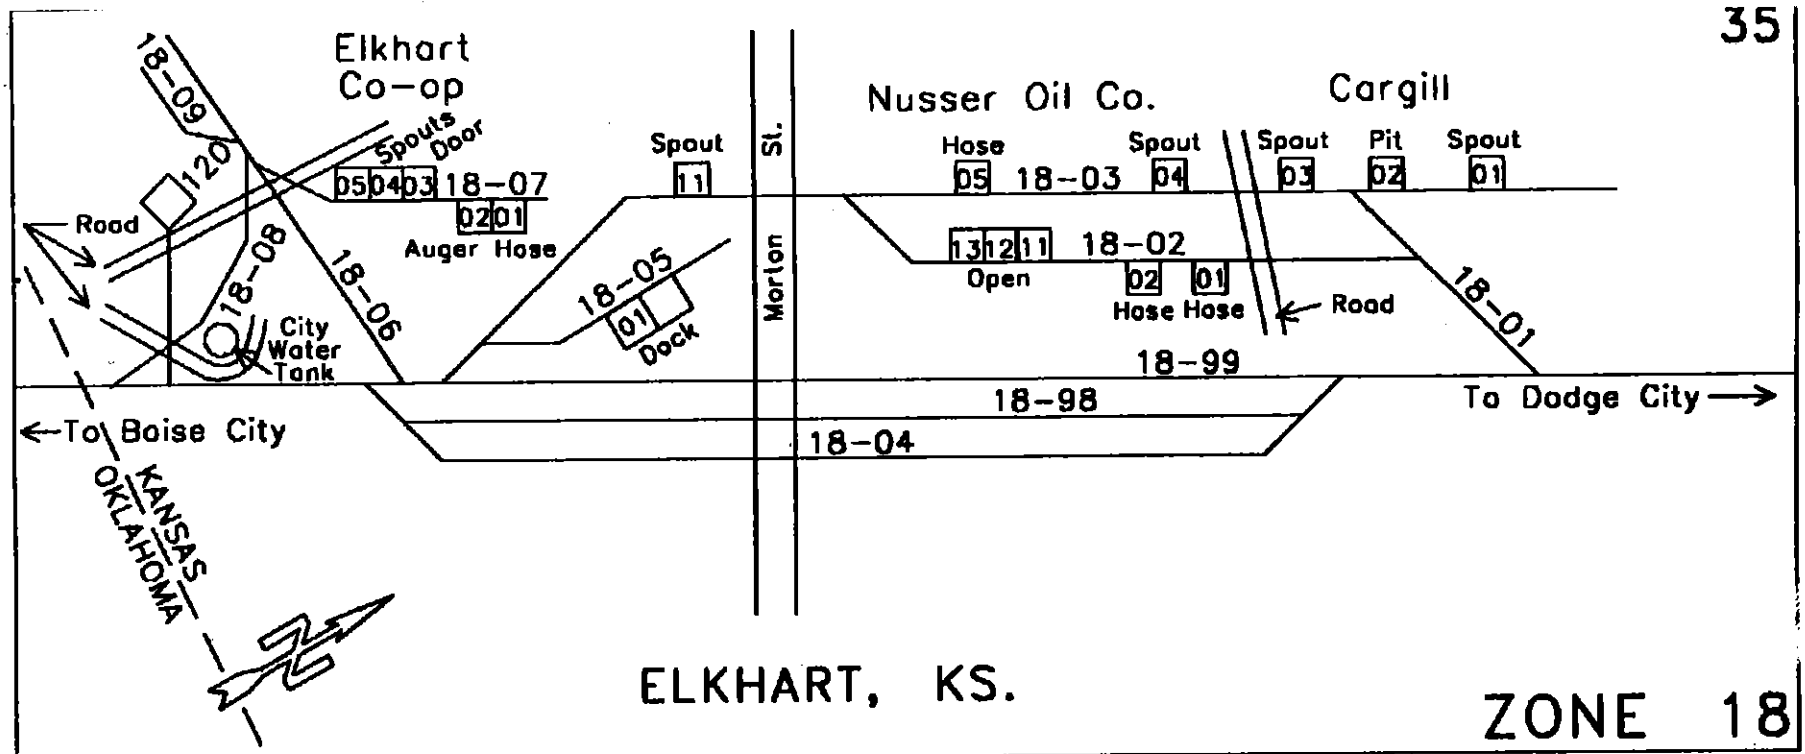 35
Elkhart
Co-op
Nusser Oil Co.
Cargill
18-09
120
Spouts
Door
05 04 03 18-07
02 01
Auger Hose
Spout
11
St.
Morton
Hose
05
18-03
Spout
04
Spout
03
Pit
02
Spout
01
Road
18-08
18-06
18-05
01
Dock
13 12 11 18-02
Open
02 01
Hose Hose
Road
18-01
City
Water
Tank
18-99
18-98
18-04
To Boise City
To Dodge City
KANSAS
OKLAHOMA
N
ELKHART, KS.
ZONE 18